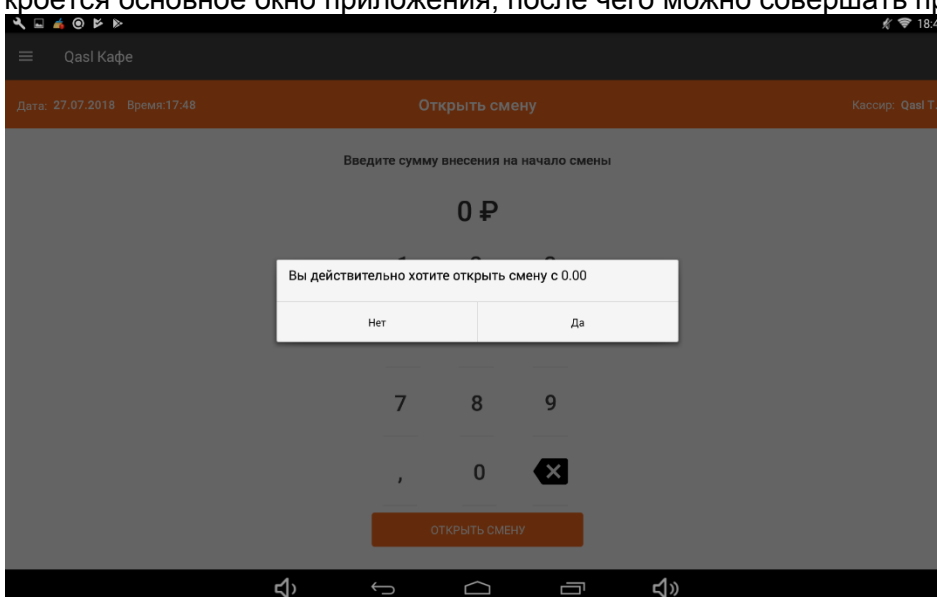 кроется основное окно приложения, после чего можно совершать
18:4
Qasl Кафе
Дата: 27.07.2018 Время:17:48 Открыть смену Кассир: Qasl Т.
Введите сумму внесения на начало смены
0 ₽
Вы действительно хотите открыть смену с 0.00
Нет Да
7 8 9
, 0
ОТКРЫТЬ СМЕНУ